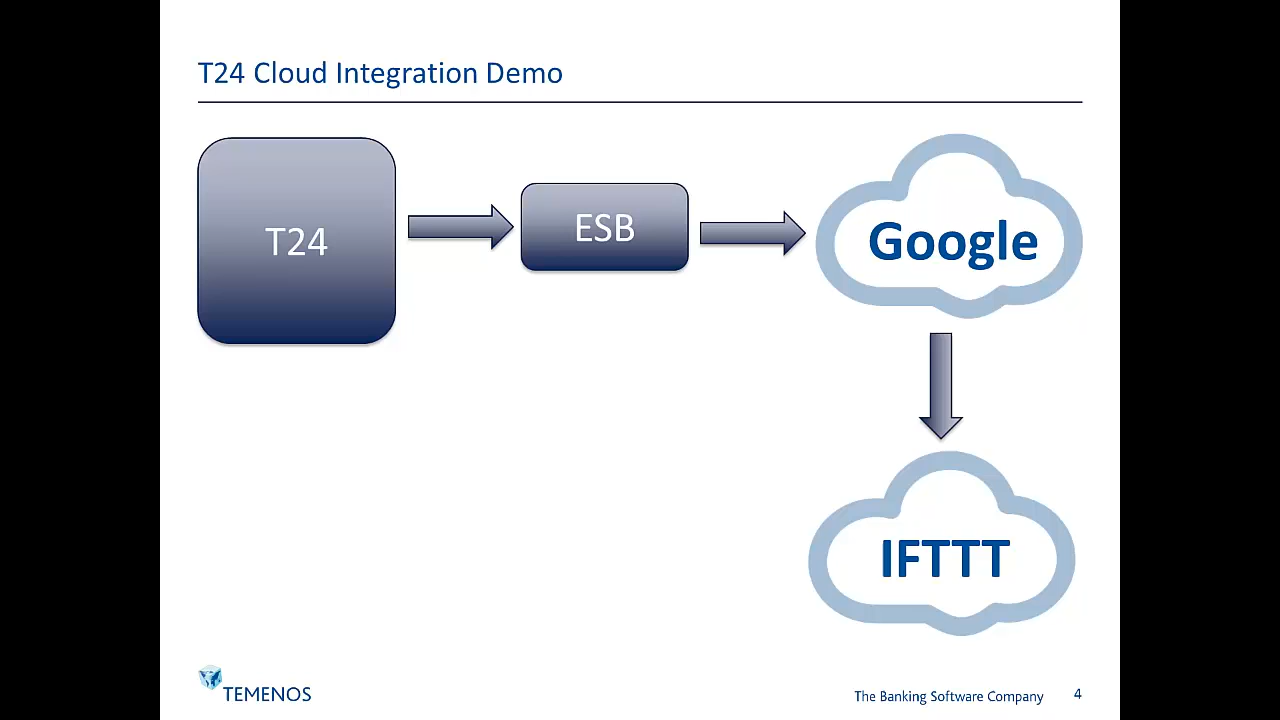 T24 Cloud Integration Demo
T24
ESB
Google
IFTTT
TEMENOS
The Banking Software Company
4